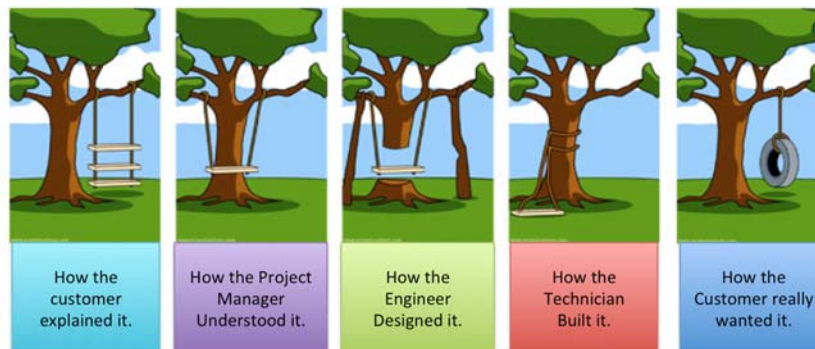 How the
customer
explained it.
How the Project
Manager
Understood it.
How the
Engineer
Designed it.
How the
Technician
Built it.
How the
Customer really
wanted it.